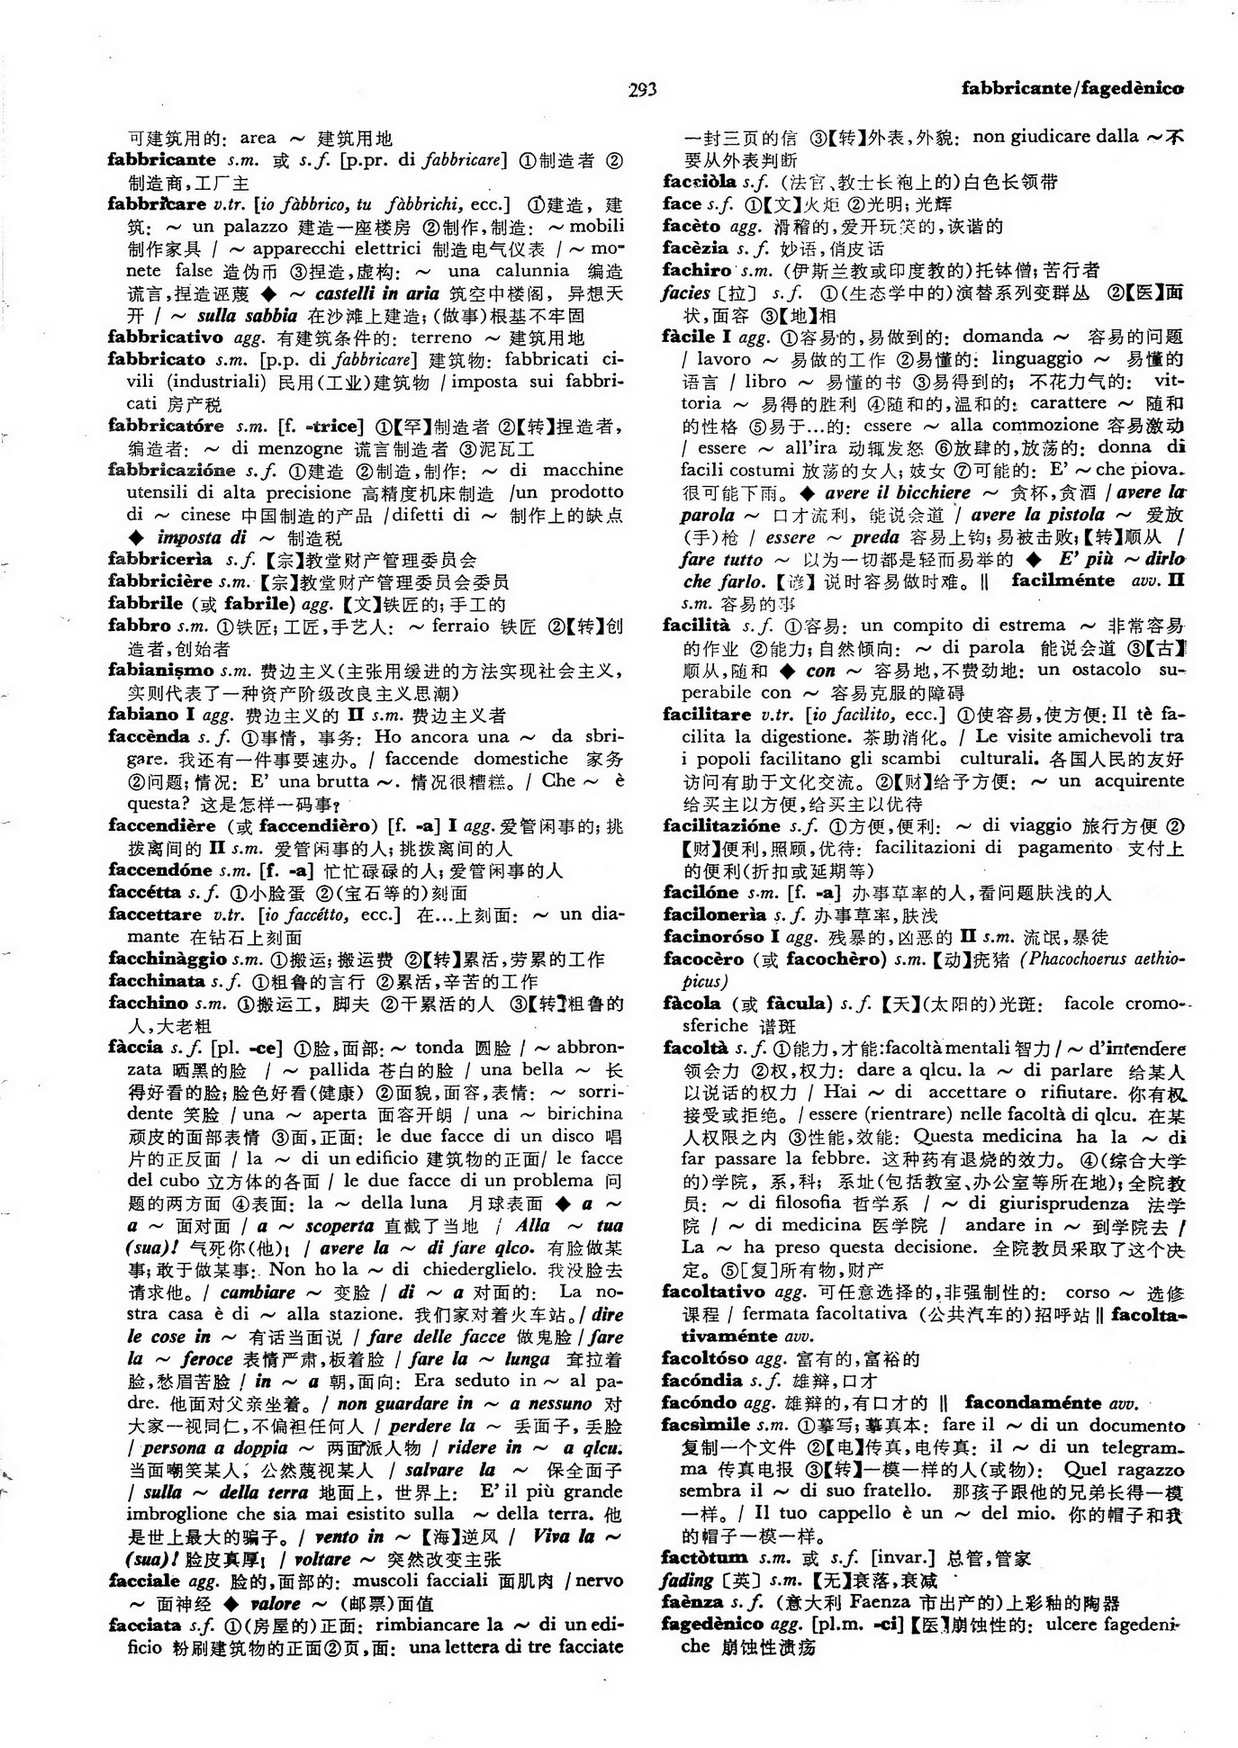 293
fabbricante/fagedènico
可建筑用的: area ~ 建筑用地
fabbricante s.m. 或 s.f. [p.pr. di fabbricare] ①制造者 ②
制造商,工厂主
fabbricare v.tr. [io fàbbrico, tu fàbbrichi, ecc.] ①建造, 建
筑: ~ un palazzo 建造一座楼房 ②制作,制造: ~ mobili
制作家具 / ~ apparecchi elettrici 制造电气仪表 / ~ mo-
nete false 造伪币 ③捏造,虚构: ~ una calunnia 编造
谎言,捏造诬蔑 ◆ ~ castelli in aria 筑空中楼阁, 异想天
开 / ~ sulla sabbia 在沙滩上建造; (做事)根基不牢固
fabbricativo agg. 有建筑条件的: terreno ~ 建筑用地
fabbricato s.m. [p.p. di fabbricare] 建筑物: fabbricati ci-
vili (industriali) 民用(工业)建筑物 / imposta sui fabbri-
cati 房产税
fabbricatóre s.m. [f. -trice] ①【罕】制造者 ②【转】捏造者,
编造者: ~ di menzogne 谎言制造者 ③泥瓦工
fabbricazióne s.f. ①建造 ②制造,制作: ~ di macchine
utensili di alta precisione 高精度机床制造 /un prodotto
di ~ cinese 中国制造的产品 /difetti di ~ 制作上的缺点
◆ imposta di ~ 制造税
fabbricerìa s.f. 【宗】教堂财产管理委员会
fabbricière s.m. 【宗】教堂财产管理委员会委员
fabbrile (或 fabrile) agg. 【文】铁匠的; 手工的
fabbro s.m. ①铁匠; 工匠,手艺人: ~ ferraio 铁匠 ②【转】创
造者,创始者
fabianismo s.m. 费边主义(主张用缓进的方法实现社会主义,
实则代表了一种资产阶级改良主义思潮)
fabiano I agg. 费边主义的 II s.m. 费边主义者
faccènda s.f. ①事情, 事务: Ho ancora una ~ da sbri-
gare. 我还有一件事要速办。/ faccende domestiche 家务
②问题; 情况: E' una brutta ~. 情况很糟糕。/ Che ~ è
questa? 这是怎样一码事?
faccendière (或 faccendièro) [f. -a] I agg. 爱管闲事的; 挑
拨离间的 II s.m. 爱管闲事的人; 挑拨离间的人
faccendóne s.m. [f. -a] 忙忙碌碌的人; 爱管闲事的人
faccétta s.f. ①小脸蛋 ②(宝石等的)刻面
faccettare v.tr. [io faccétto, ecc.] 在…上刻面: ~ un dia-
mante 在钻石上刻面
facchinàggio s.m. ①搬运; 搬运费 ②【转】累活,劳累的工作
facchinata s.f. ①粗鲁的言行 ②累活,辛苦的工作
facchino s.m. ①搬运工, 脚夫 ②干累活的人 ③【转】粗鲁的
人,大老粗
fàccia s.f. [pl. -ce] ①脸,面部: ~ tonda 圆脸 / ~ abbron-
zata 晒黑的脸 / ~ pallida 苍白的脸 / una bella ~ 长
得好看的脸; 脸色好看(健康) ②面貌,面容,表情: ~ sorri-
dente 笑脸 / una ~ aperta 面容开朗 / una ~ birichina
顽皮的面部表情 ③面,正面: le due facce di un disco 唱
片的正反面 / la ~ di un edificio 建筑物的正面/ le facce
del cubo 立方体的各面 / le due facce di un problema 问
题的两方面 ④表面: la ~ della luna 月球表面 ◆ a ~
a ~ 面对面 / a ~ scoperta 直截了当地 / Alla ~ tua
(sua)! 气死你(他)! / avere la ~ di fare qlco. 有脸做某
事; 敢于做某事: Non ho la ~ di chiederglielo. 我没脸去
请求他。/ cambiare ~ 变脸 / di ~ a 对面的: La no-
stra casa è di ~ alla stazione. 我们家对着火车站。/ dire
le cose in ~ 有话当面说 / fare delle facce 做鬼脸 / fare
la ~ feroce 表情严肃,板着脸 / fare la ~ lunga 耷拉着
脸,愁眉苦脸 / in ~ a 朝,面向: Era seduto in ~ al pa-
dre. 他面对父亲坐着。/ non guardare in ~ a nessuno 对
大家一视同仁,不偏袒任何人 / perdere la ~ 丢面子, 丢脸
/ persona a doppia ~ 两面派人物 / ridere in ~ a qlcu.
当面嘲笑某人; 公然蔑视某人 / salvare la ~ 保全面子
/ sulla ~ della terra 地面上, 世界上: E' il più grande
imbroglione che sia mai esistito sulla ~ della terra. 他
是世上最大的骗子。/ vento in ~ 【海】逆风 / Viva la ~
(sua)! 脸皮真厚! / voltare ~ 突然改变主张
facciale agg. 脸的,面部的: muscoli facciali 面肌肉 / nervo
~ 面神经 ◆ valore ~ (邮票)面值
facciata s.f. ①(房屋的)正面: rimbiancare la ~ di un edi-
ficio 粉刷建筑物的正面②页,面: una lettera di tre facciate
一封三页的信 ③【转】外表,外貌: non giudicare dalla ~ 不
要从外表判断
facciòla s.f. (法官、教士长袍上的)白色长领带
face s.f. ①【文】火炬 ②光明; 光辉
facèto agg. 滑稽的,爱开玩笑的,诙谐的
facèzia s.f. 妙语,俏皮话
fachiro s.m. (伊斯兰教或印度教的)托钵僧; 苦行者
facies〔拉〕 s.f. ①(生态学中的)演替系列变群丛 ②【医】面
状,面容 ③【地】相
fàcile I agg. ①容易的,易做到的: domanda ~ 容易的问题
/ lavoro ~ 易做的工作 ②易懂的: linguaggio ~ 易懂的
语言 / libro ~ 易懂的书 ③易得到的; 不花力气的: vit-
toria ~ 易得的胜利 ④随和的,温和的: carattere ~ 随和
的性格 ⑤易于…的: essere ~ alla commozione 容易激动
/ essere ~ all'ira 动辄发怒 ⑥放肆的,放荡的: donna di
facili costumi 放荡的女人; 妓女 ⑦可能的: E' ~ che piova.
很可能下雨。◆ avere il bicchiere ~ 贪杯,贪酒 / avere la
parola ~ 口才流利, 能说会道 / avere la pistola ~ 爱放
(手)枪 / essere ~ preda 容易上钩; 易被击败; 【转】顺从 /
fare tutto ~ 以为一切都是轻而易举的 ◆ E' più ~ dirlo
che farlo. 【谚】 说时容易做时难。‖ facilménte avv. II
s.m. 容易的事
facilità s.f. ①容易: un compito di estrema ~ 非常容易
的作业 ②能力; 自然倾向: ~ di parola 能说会道 ③【古】
顺从,随和 ◆ con ~ 容易地,不费劲地: un ostacolo su-
perabile con ~ 容易克服的障碍
facilitare v.tr. [io facìlito, ecc.] ①使容易,使方便: Il tè fa-
cilita la digestione. 茶助消化。/ Le visite amichevoli tra
i popoli facilitano gli scambi culturali. 各国人民的友好
访问有助于文化交流。②【财】给予方便: ~ un acquirente
给买主以方便,给买主以优待
facilitazióne s.f. ①方便,便利: ~ di viaggio 旅行方便 ②
【财】便利,照顾,优待: facilitazioni di pagamento 支付上
的便利(折扣或延期等)
facilóne s.m. [f. -a] 办事草率的人,看问题肤浅的人
facilonerìa s.f. 办事草率,肤浅
facinoróso I agg. 残暴的,凶恶的 II s.m. 流氓,暴徒
facocèro (或 facochèro) s.m. 【动】疣猪 (Phacochoerus aethio-
picus)
fàcola (或 fàcula) s.f. 【天】(太阳的)光斑: facole cromo-
sferiche 谱斑
facoltà s.f. ①能力,才能: facoltà mentali 智力 / ~ d'intendere
领会力 ②权,权力: dare a qlcu. la ~ di parlare 给某人
以说话的权力 / Hai ~ di accettare o rifiutare. 你有权
接受或拒绝。/ essere (rientrare) nelle facoltà di qlcu. 在某
人权限之内 ③性能,效能: Questa medicina ha la ~ di
far passare la febbre. 这种药有退烧的效力。④(综合大学
的)学院, 系,科; 系址(包括教室、办公室等所在地); 全院教
员: ~ di filosofia 哲学系 / ~ di giurisprudenza 法学
院 / ~ di medicina 医学院 / andare in ~ 到学院去 /
La ~ ha preso questa decisione. 全院教员采取了这个决
定。⑤[复]所有物,财产
facoltativo agg. 可任意选择的,非强制性的: corso ~ 选修
课程 / fermata facoltativa (公共汽车的)招呼站 ‖ facolta-
tivaménte avv.
facoltóso agg. 富有的,富裕的
facóndia s.f. 雄辩,口才
facóndo agg. 雄辩的,有口才的 ‖ facondaménte avv.
facsìmile s.m. ①摹写; 摹真本: fare il ~ di un documento
复制一个文件 ②【电】传真,电传真: il ~ di un telegram-
ma 传真电报 ③【转】一模一样的人(或物): Quel ragazzo
sembra il ~ di suo fratello. 那孩子跟他的兄弟长得一模
一样。/ Il tuo cappello è un ~ del mio. 你的帽子和我
的帽子一模一样。
factòtum s.m. 或 s.f. [invar.] 总管,管家
fading〔英〕s.m. 【无】衰落,衰减
faènza s.f. (意大利 Faenza 市出产的)上彩釉的陶器
fagedènico agg. [pl.m. -ci]【医】崩蚀性的: ulcere fagedeni-
che 崩蚀性溃疡